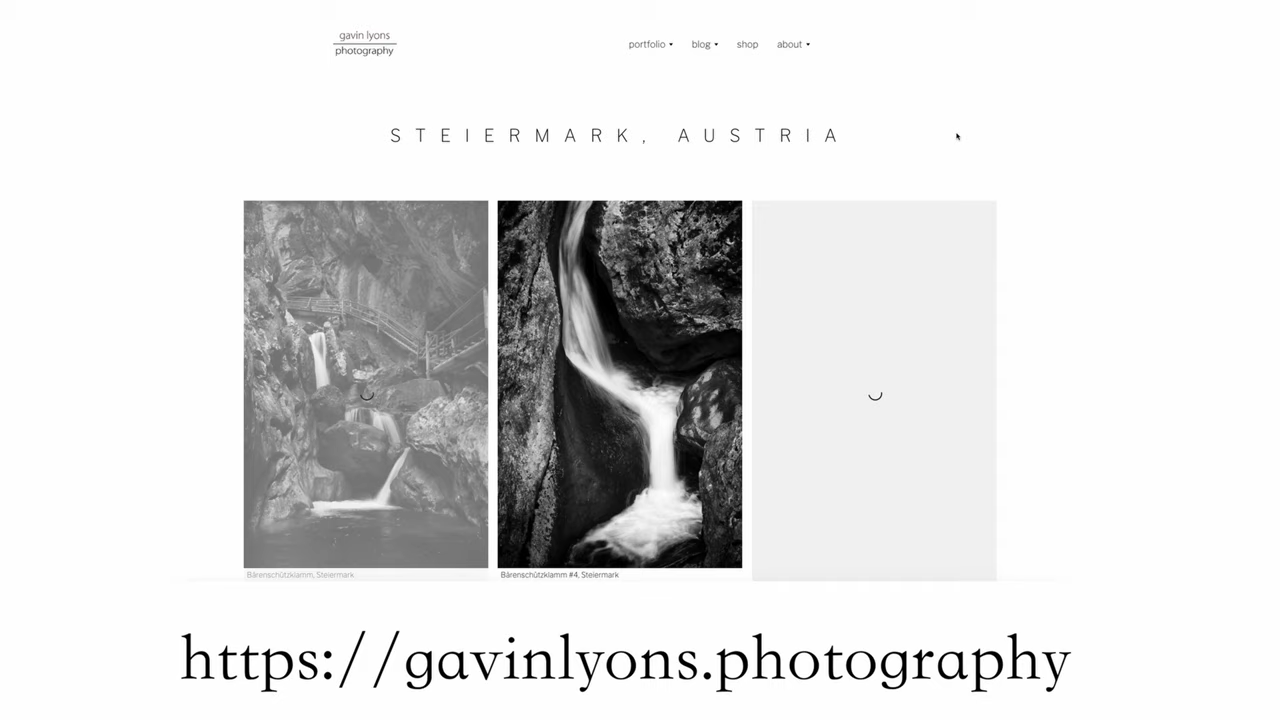 gavin lyons
photography
portfolio blog shop about
STEIERMARK, AUSTRIA
Bärenschützklamm, Steiermark
Bärenschützklamm #4, Steiermark
https://gavinlyons.photography